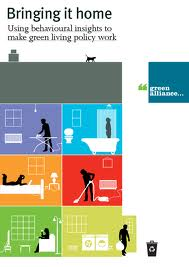 Bringing it home
Using behavioural insights to
make green living policy work
green
alliance...